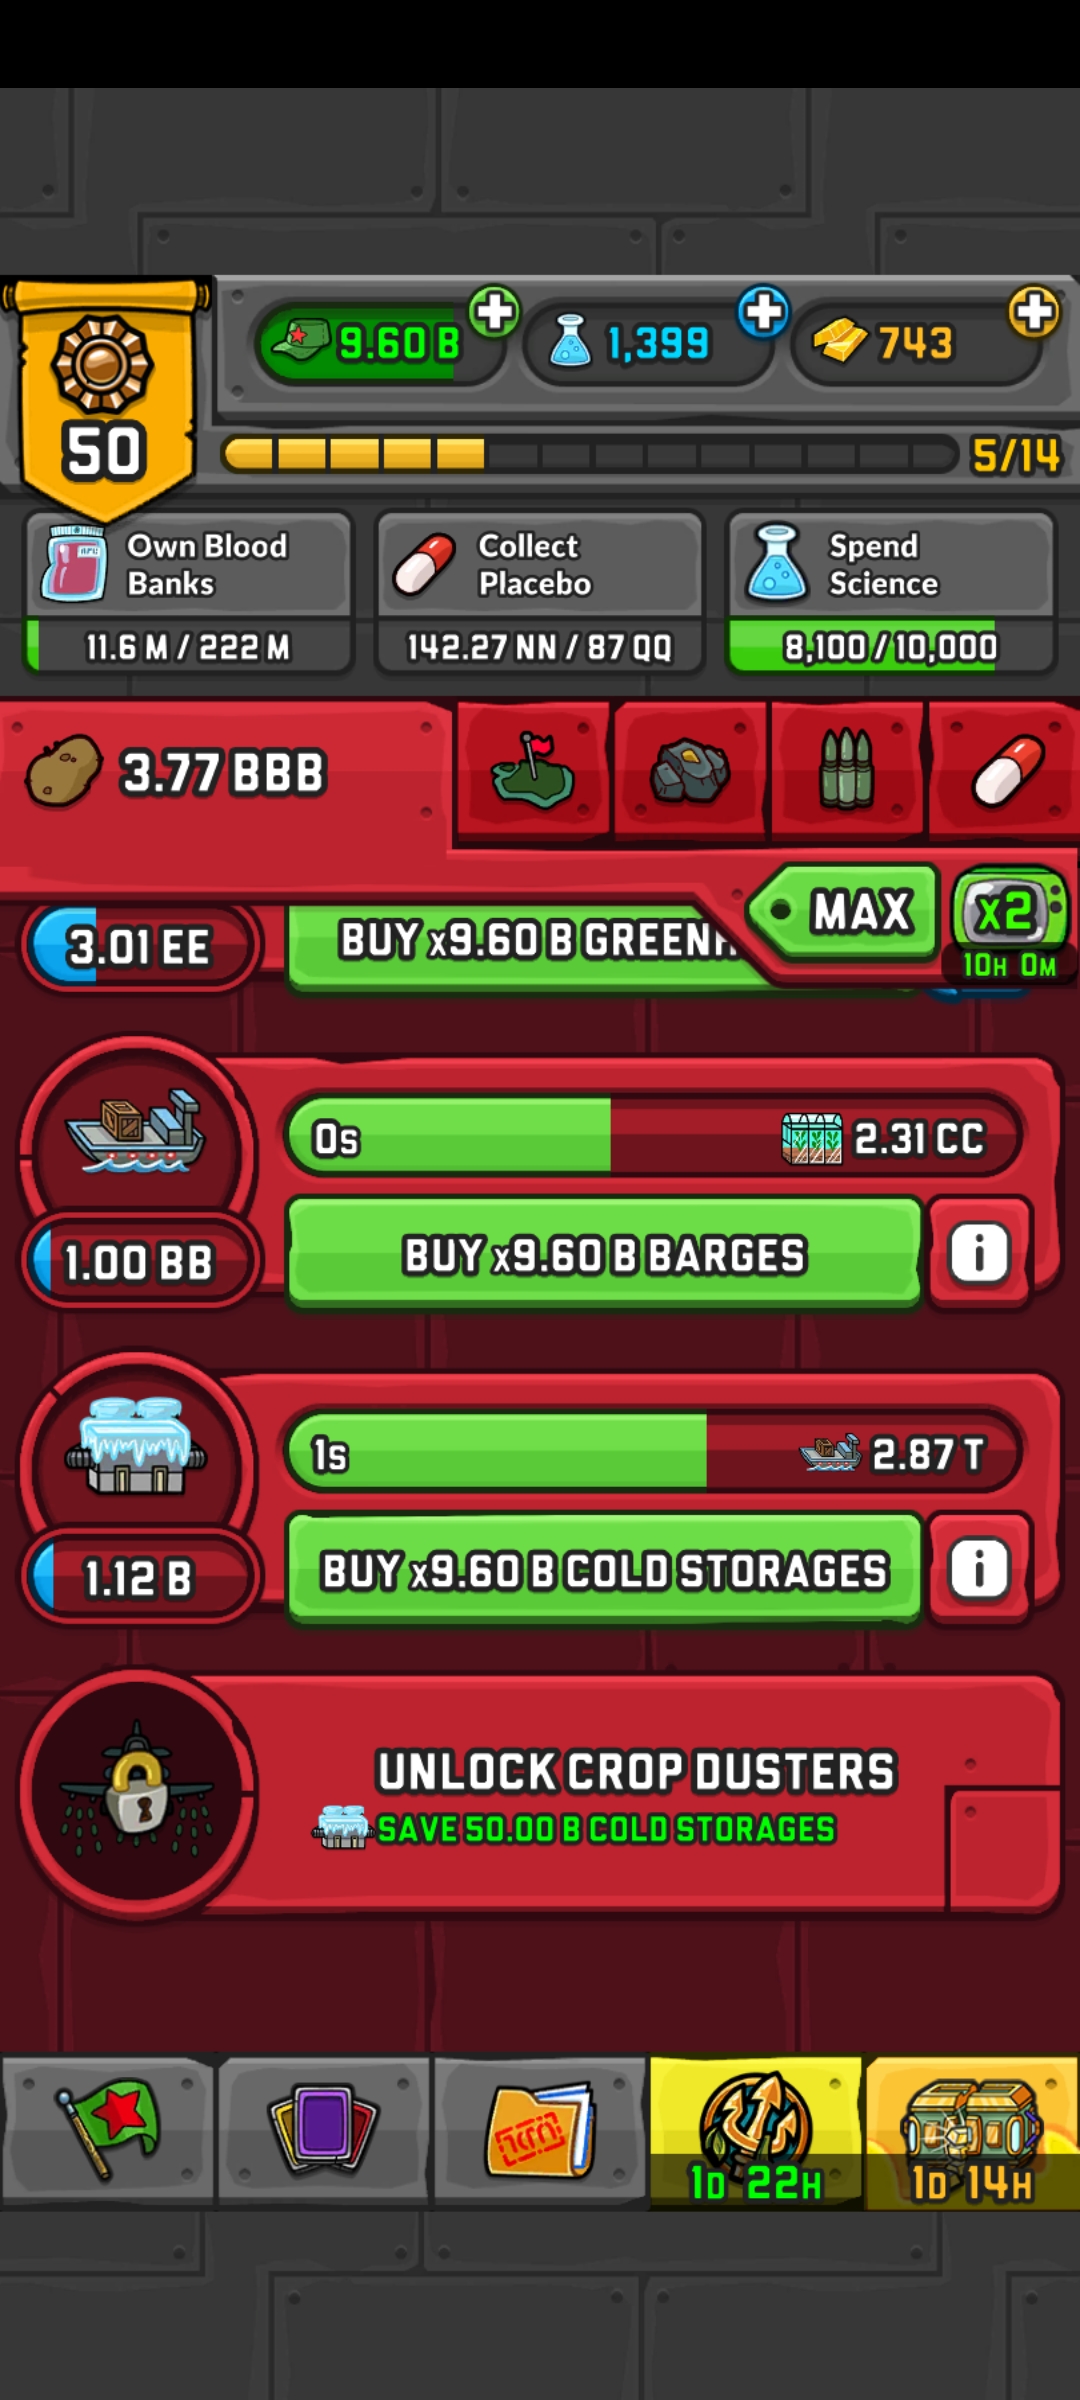 9.60 B
1,399
743
50
5/14
Own Blood
Banks
11.6 M / 222 M
Collect
Placebo
142.27 NN / 87 QQ
Spend
Science
8,100 / 10,000
3.77 BBB
MAX
x2
10H 0M
3.01 EE
BUY x9.60 B
0s
2.31 CC
1.00 BB
BUY x9.60 B BARGES
i
1s
2.87 T
1.12 B
BUY x9.60 B COLD STORAGES
i
UNLOCK CROP DUSTERS
SAVE 50.00 B COLD STORAGES
1D 22H
1D 14H